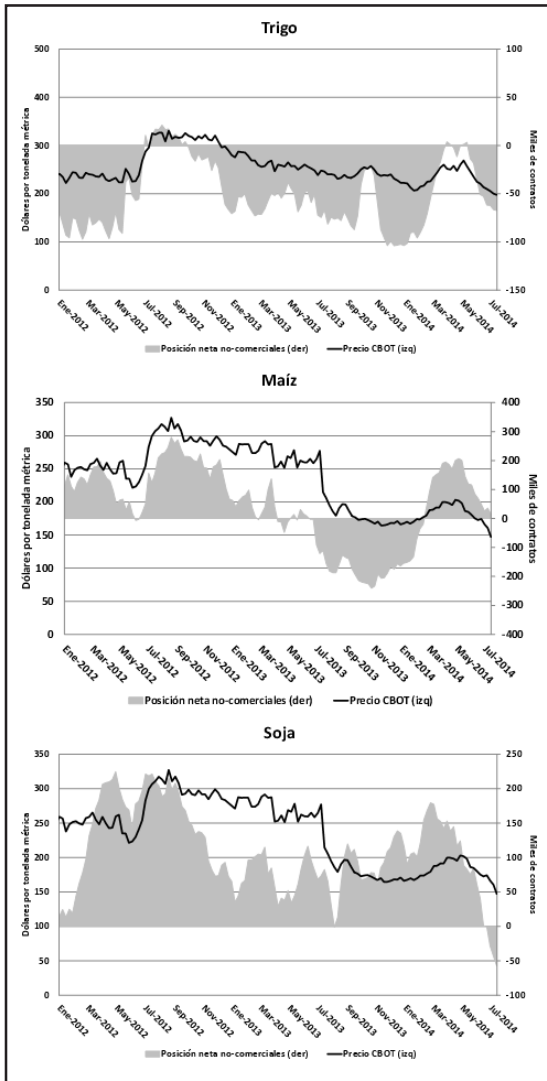 Trigo
Dólares por tonelada métrica
500
400
300
200
100
0
100
50
0
-50
-100
-150
Miles de contratos
Ene-2012
Mar-2012
May-2012
Jul-2012
Sep-2012
Nov-2012
Ene-2013
Mar-2013
May-2013
Jul-2013
Sep-2013
Nov-2013
Ene-2014
Mar-2014
May-2014
Jul-2014
Posición neta no-comerciales (der)
Precio CBOT (izq)
Maíz
Dólares por tonelada métrica
350
300
250
200
150
100
50
0
400
300
200
100
0
-100
-200
-300
-400
Miles de contratos
Ene-2012
Mar-2012
May-2012
Jul-2012
Sep-2012
Nov-2012
Ene-2013
Mar-2013
May-2013
Jul-2013
Sep-2013
Nov-2013
Ene-2014
Mar-2014
May-2014
Jul-2014
Posición neta no-comerciales (der)
Precio CBOT (izq)
Soja
Dólares por tonelada métrica
350
300
250
200
150
100
50
0
250
200
150
100
50
0
-50
-100
Miles de contratos
Ene-2012
Mar-2012
May-2012
Jul-2012
Sep-2012
Nov-2012
Ene-2013
Mar-2013
May-2013
Jul-2013
Sep-2013
Nov-2013
Ene-2014
Mar-2014
May-2014
Jul-2014
Posición neta no-comerciales (der)
Precio CBOT (izq)